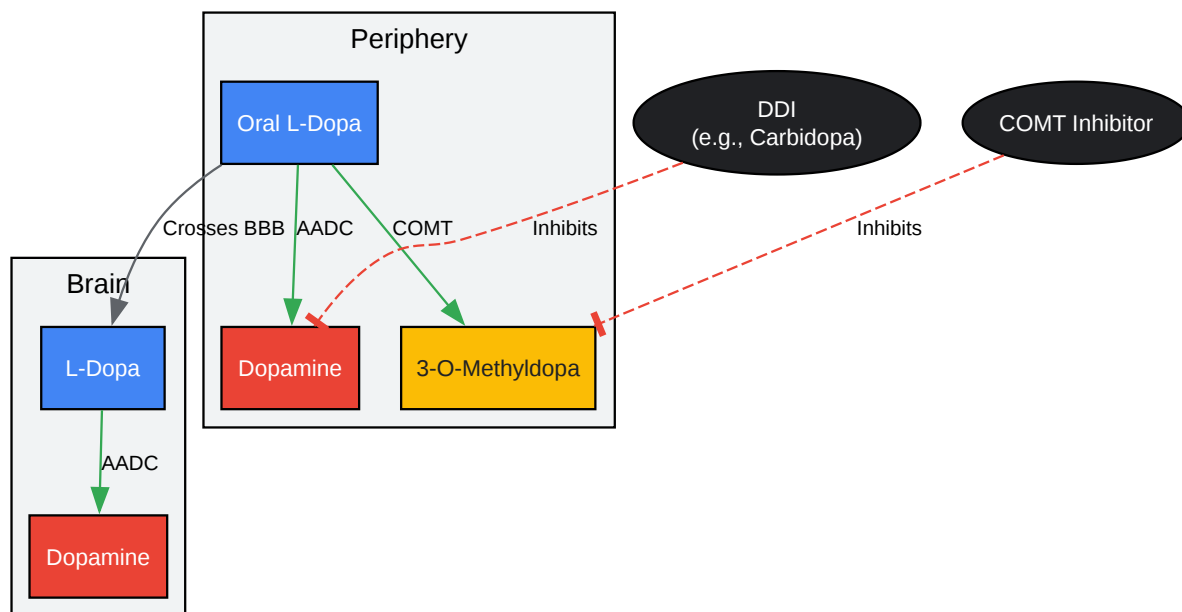 Periphery
Oral L-Dopa
DDI
(e.g., Carbidopa)
COMT Inhibitor
Crosses BBB
AADC
COMT
Inhibits
Inhibits
Brain
L-Dopa
Dopamine
3-O-Methyldopa
AADC
Dopamine